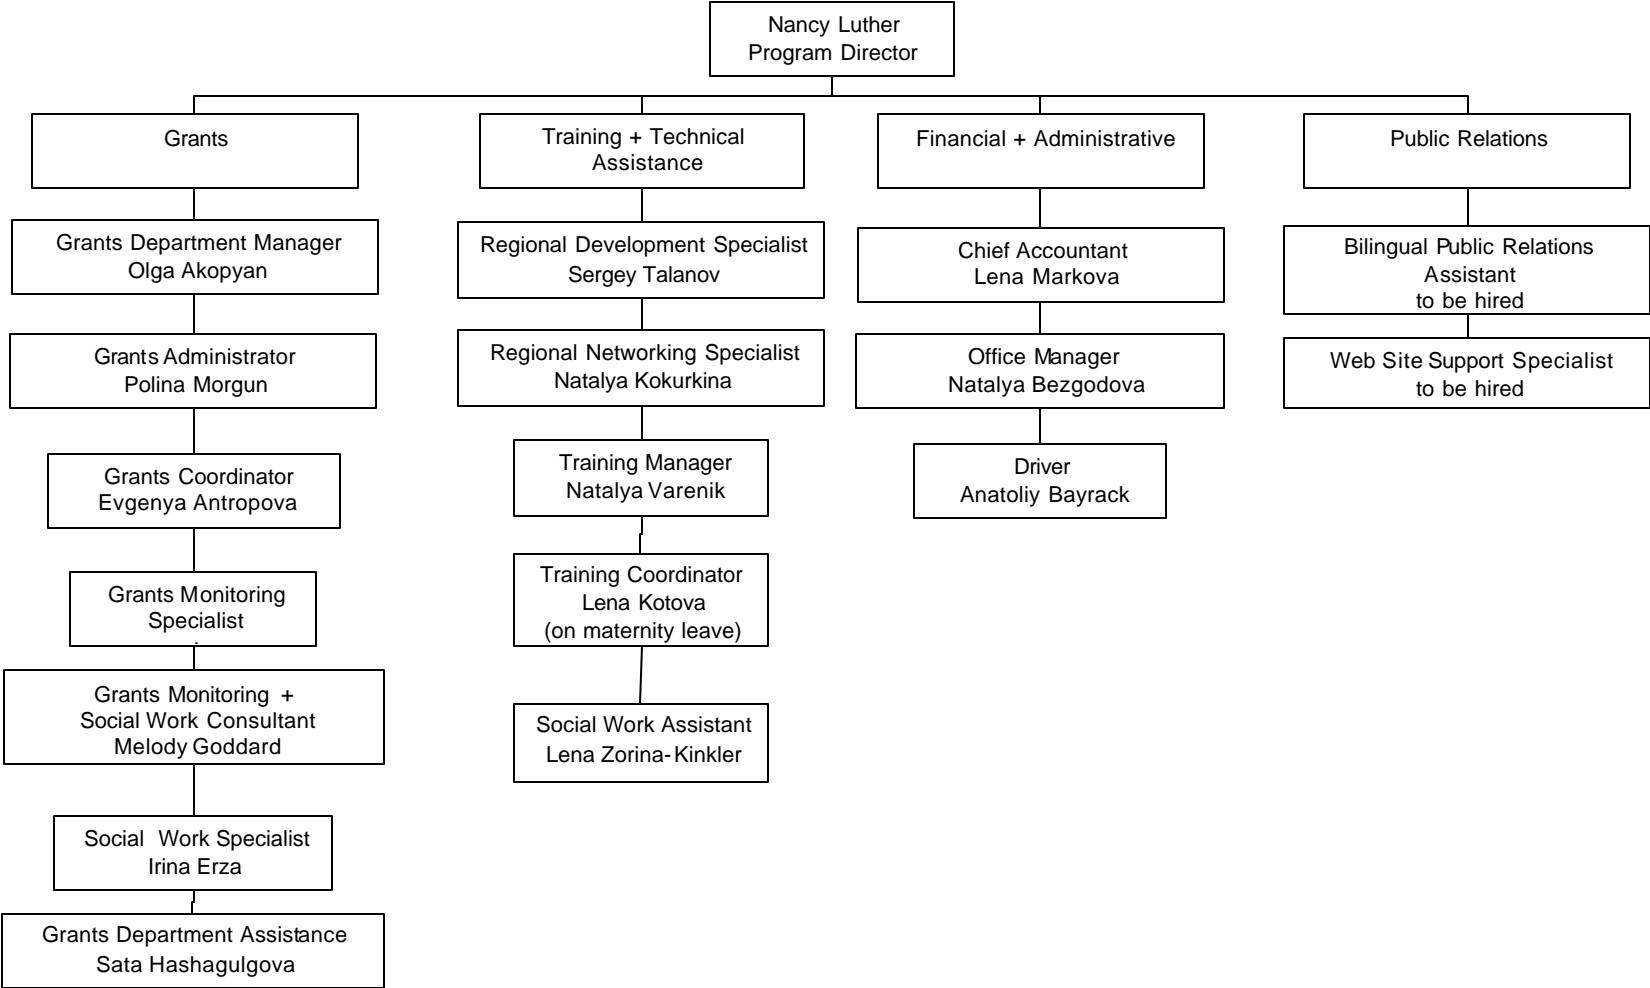 Nancy Luther
Program Director
Grants
Grants Department Manager
Olga Akopyan
Grants Administrator
Polina Morgun
Grants Coordinator
Evgenya Antropova
Grants Monitoring
Specialist
Grants Monitoring +
Social Work Consultant
Melody Goddard
Social Work Specialist
Irina Erza
Grants Department Assistance
Sata Hashagulgova
Training + Technical
Assistance
Regional Development Specialist
Sergey Talanov
Regional Networking Specialist
Natalya Kokurkina
Training Manager
Natalya Varenik
Training Coordinator
Lena Kotova
(on maternity leave)
Social Work Assistant
Lena Zorina-Kinkler
Financial + Administrative
Chief Accountant
Lena Markova
Office Manager
Natalya Bezgodova
Driver
Anatoliy Bayrack
Public Relations
Bilingual Public Relations
Assistant
to be hired
Web Site Support Specialist
to be hired